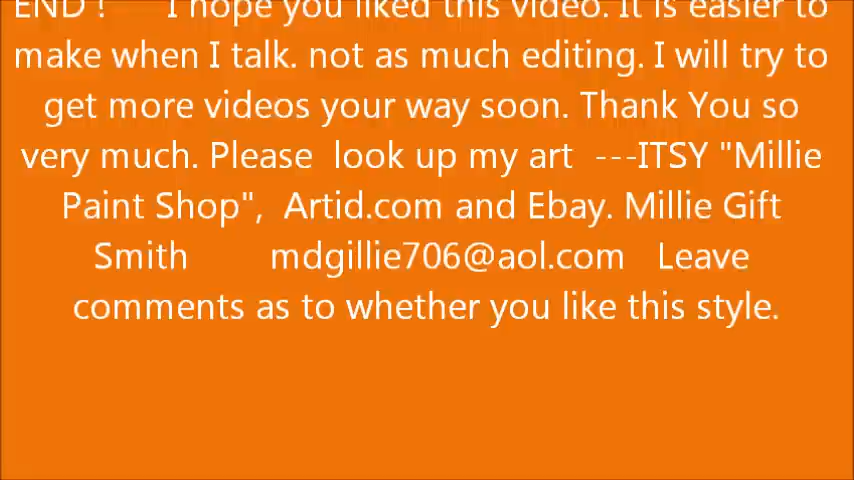 END ! I hope you liked this video. It is easier to
make when I talk. not as much editing. I will try to
get more videos your way soon. Thank You so
very much. Please look up my art ---ITSY "Millie
Paint Shop", Artid.com and Ebay. Millie Gift
Smith mdgillie706@aol.com Leave
comments as to whether you like this style.